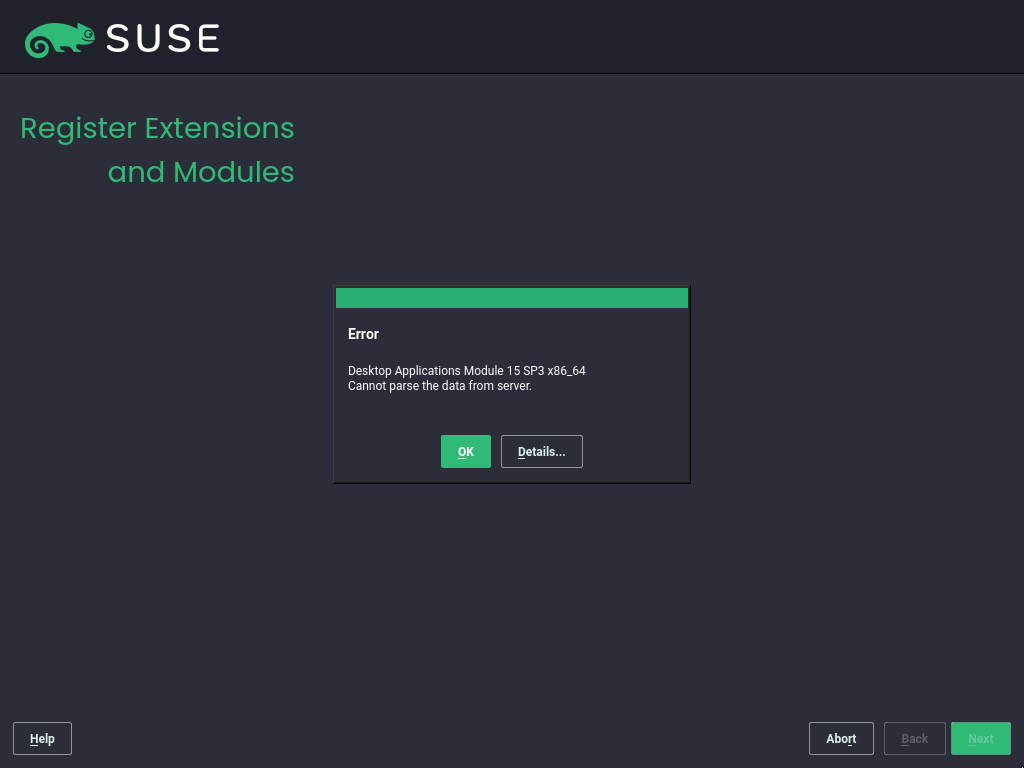 SUSE
Register Extensions
and Modules
Error
Desktop Applications Module 15 SP3 x86_64
Cannot parse the data from server.
OK
Details...
Help
Abort
Back
Next